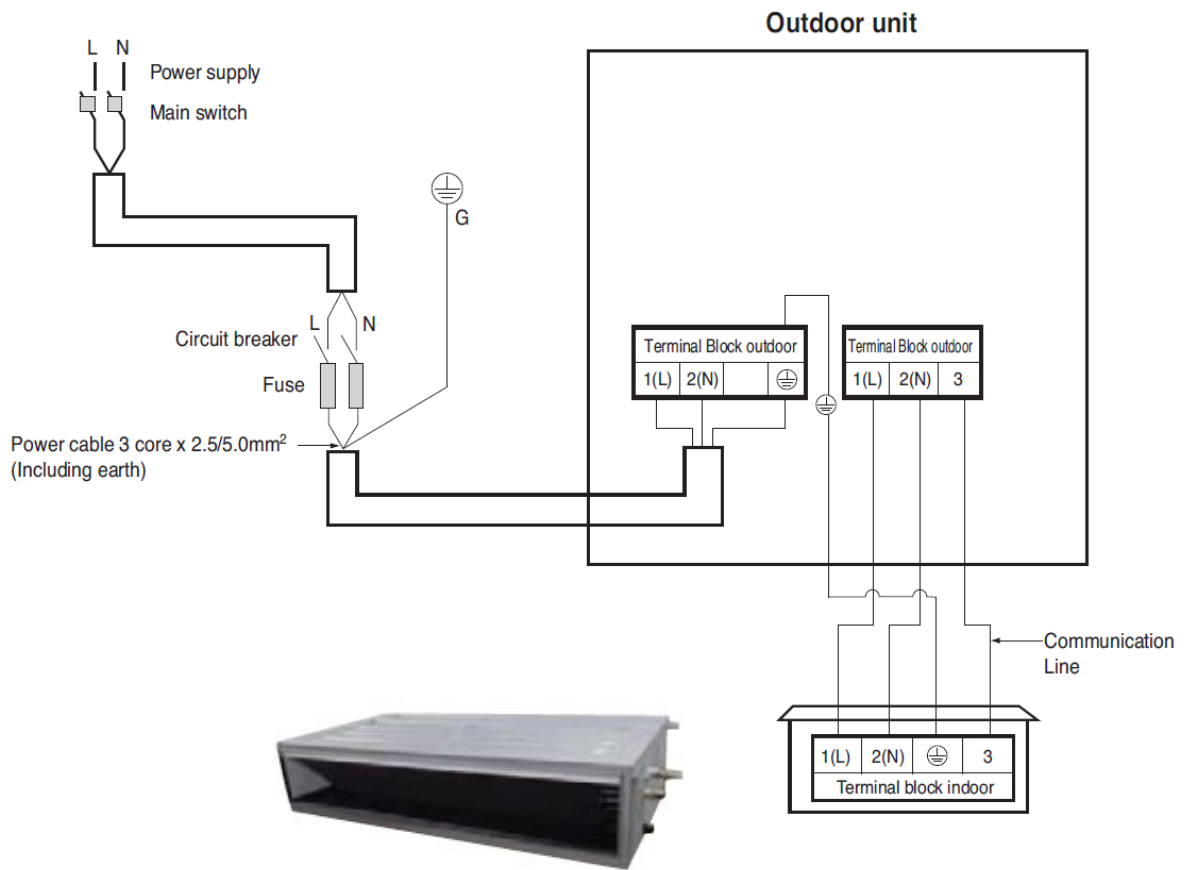 Outdoor unit
L N
Power supply
Main switch
G
L N
Circuit breaker
Fuse
Power cable 3 core x 2.5/5.0mm²
(Including earth)
Terminal Block outdoor
1(L) 2(N)
Terminal Block outdoor
1(L) 2(N) 3
Communication
Line
1(L) 2(N) 3
Terminal block indoor